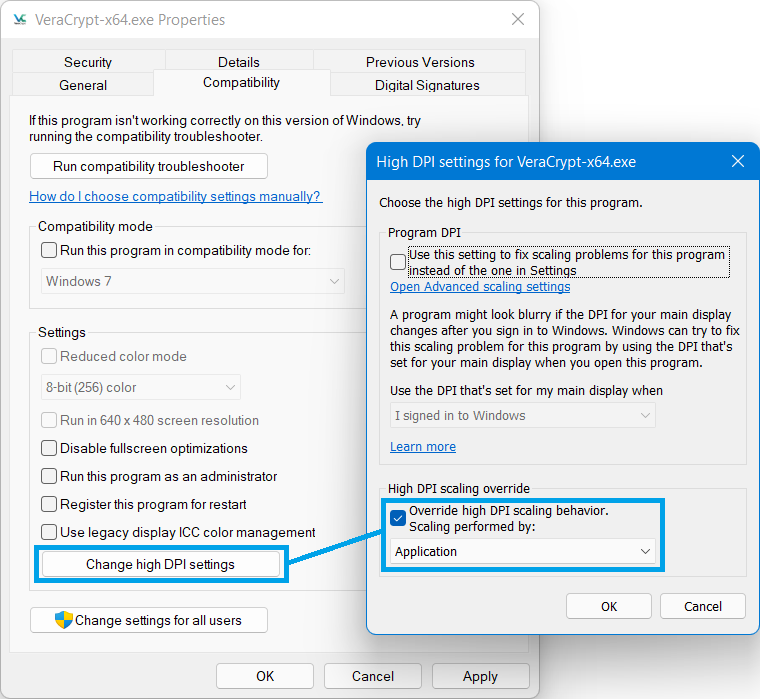 VeraCrypt-x64.exe Properties
Security
Details
Previous Versions
General
Compatibility
Digital Signatures
If this program isn't working correctly on this version of Windows, try
running the compatibility troubleshooter.
Run compatibility troubleshooter
How do I choose compatibility settings manually?
Compatibility mode
Run this program in compatibility mode for:
Windows 7
Settings
Reduced color mode
8-bit (256) color
Run in 640 x 480 screen resolution
Disable fullscreen optimizations
Run this program as an administrator
Register this program for restart
Use legacy display ICC color management
Change high DPI settings
Change settings for all users
OK
Cancel
Apply
High DPI settings for VeraCrypt-x64.exe
Choose the high DPI settings for this program.
Program DPI
Use this setting to fix scaling problems for this program
instead of the one in Settings
Open Advanced scaling settings
A program might look blurry if the DPI for your main display
changes after you sign in to Windows. Windows can try to fix
this scaling problem for this program by using the DPI that's
set for your main display when you open this program.
Use the DPI that's set for my main display when
I signed in to Windows
Learn more
High DPI scaling override
Override high DPI scaling behavior.
Scaling performed by:
Application
OK
Cancel